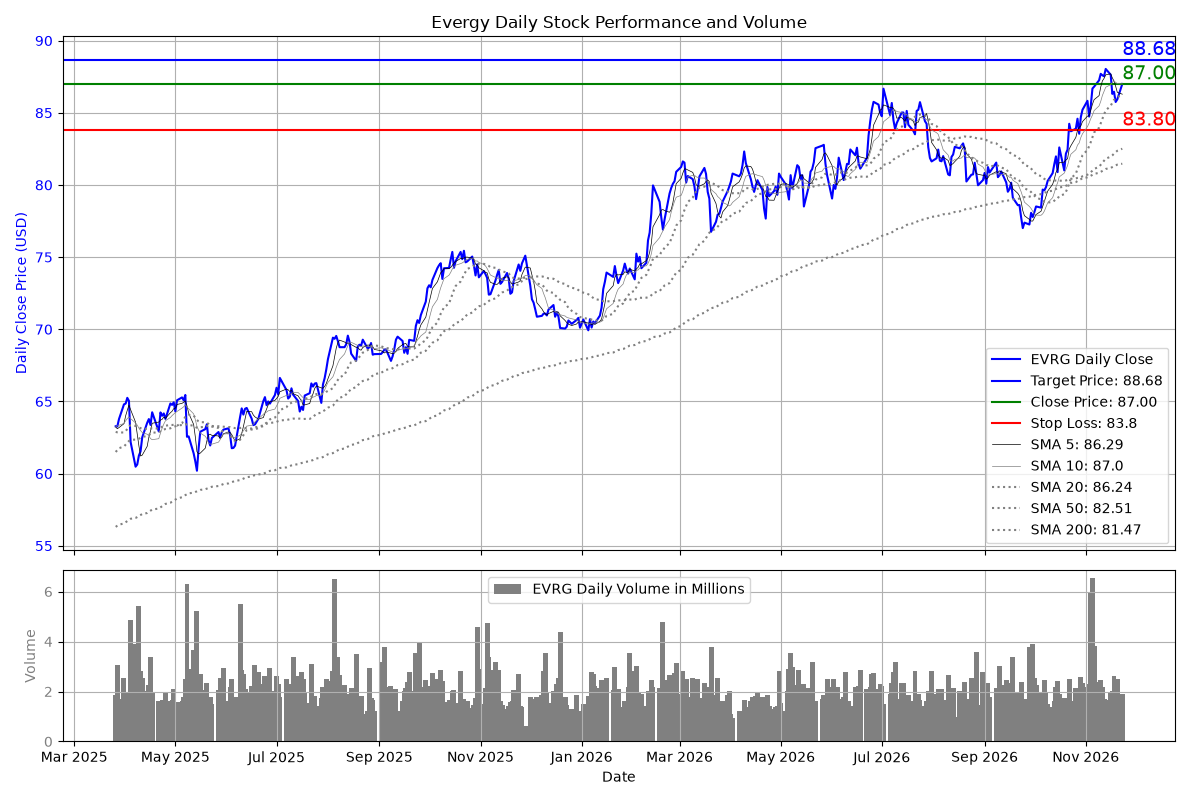 Evergy Daily Stock Performance and Volume
90
85
80
75
70
65
60
55
Daily Close Price (USD)
88.68
87.00
83.80
EVRG Daily Close
Target Price: 88.68
Close Price: 87.00
Stop Loss: 83.8
SMA 5: 86.29
SMA 10: 87.0
SMA 20: 86.24
SMA 50: 82.51
SMA 200: 81.47
6
4
2
0
Volume
EVRG Daily Volume in Millions
Mar 2025 May 2025 Jul 2025 Sep 2025 Nov 2025 Jan 2026 Mar 2026 May 2026 Jul 2026 Sep 2026 Nov 2026
Date